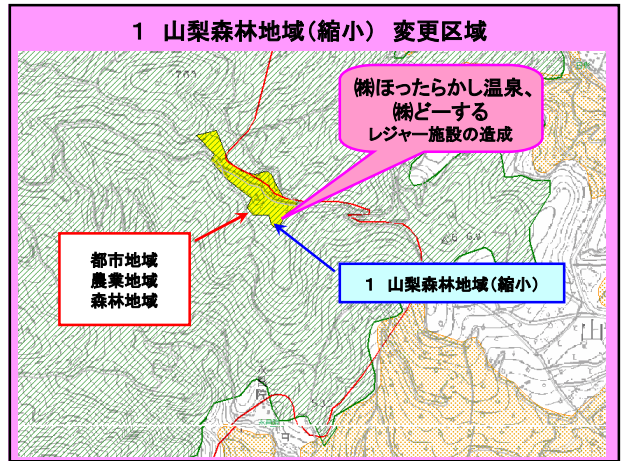 1 山梨森林地域(縮小) 変更区域
㈱ほったらかし温泉、
㈱どーする
レジャー施設の造成
都市地域
農業地域
森林地域
1 山梨森林地域(縮小)
山
院